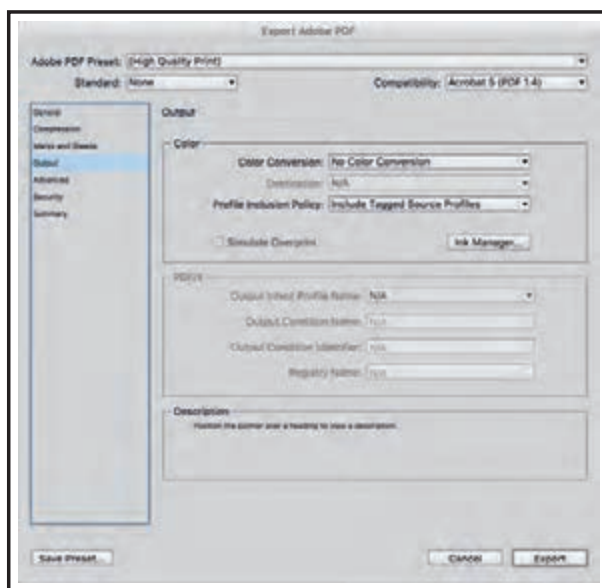 Export Adobe PDF
Adobe PDF Preset: [High Quality Print]
Standard: None Compatibility: Acrobat 5 (PDF 1.4)
General
Compression
Marks and Bleeds
Output
Advanced
Security
Summary
Output
Color
Color Conversion: No Color Conversion
Destination: N/A
Profile Inclusion Policy: Include Tagged Source Profiles
Simulate Overprint Ink Manager...
PDF/X
Output Intent Profile Name: N/A
Output Condition Name: N/A
Output Condition Identifier: N/A
Registry Name: N/A
Description
Position the pointer over a heading to view a description.
Save Preset... Cancel Export